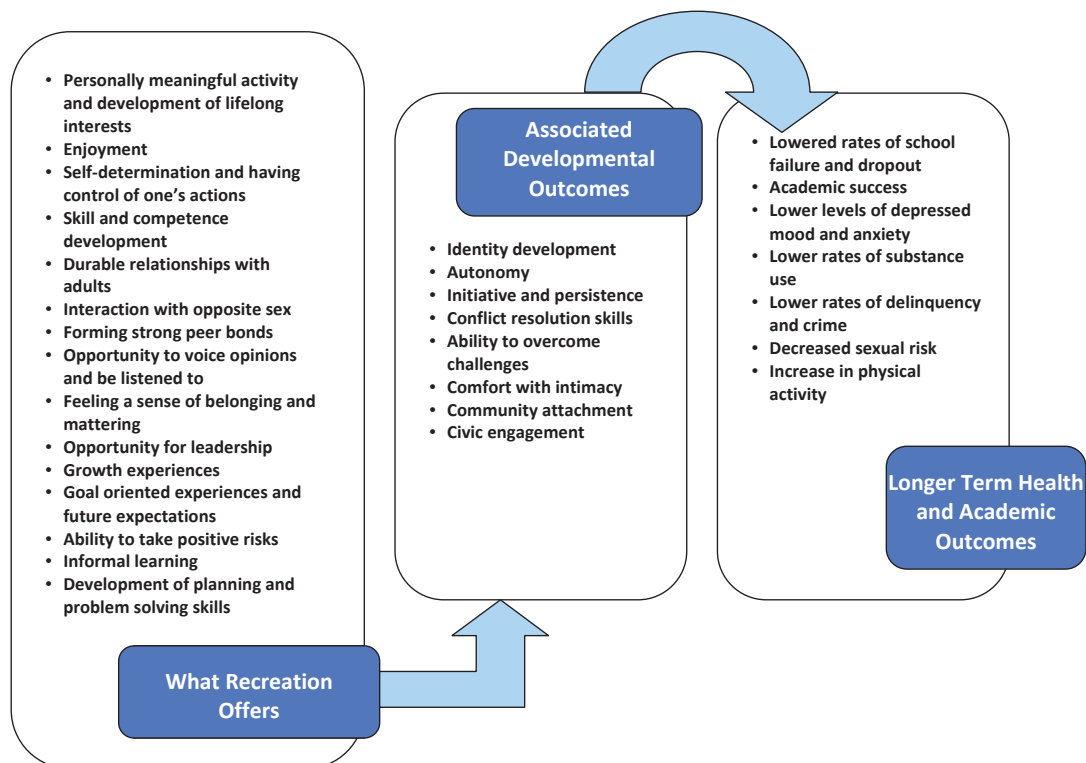 • Personally meaningful activity
and development of lifelong
interests
• Enjoyment
• Self-determination and having
control of one’s actions
• Skill and competence
development
• Durable relationships with
adults
• Interaction with opposite sex
• Forming strong peer bonds
• Opportunity to voice opinions
and be listened to
• Feeling a sense of belonging and
mattering
• Opportunity for leadership
• Growth experiences
• Goal oriented experiences and
future expectations
• Ability to take positive risks
• Informal learning
• Development of planning and
problem solving skills
What Recreation
Offers
Associated
Developmental
Outcomes
• Identity development
• Autonomy
• Initiative and persistence
• Conflict resolution skills
• Ability to overcome
challenges
• Comfort with intimacy
• Community attachment
• Civic engagement
• Lowered rates of school
failure and dropout
• Academic success
• Lower levels of depressed
mood and anxiety
• Lower rates of substance
use
• Lower rates of delinquency
and crime
• Decreased sexual risk
• Increase in physical
activity
Longer Term Health
and Academic
Outcomes